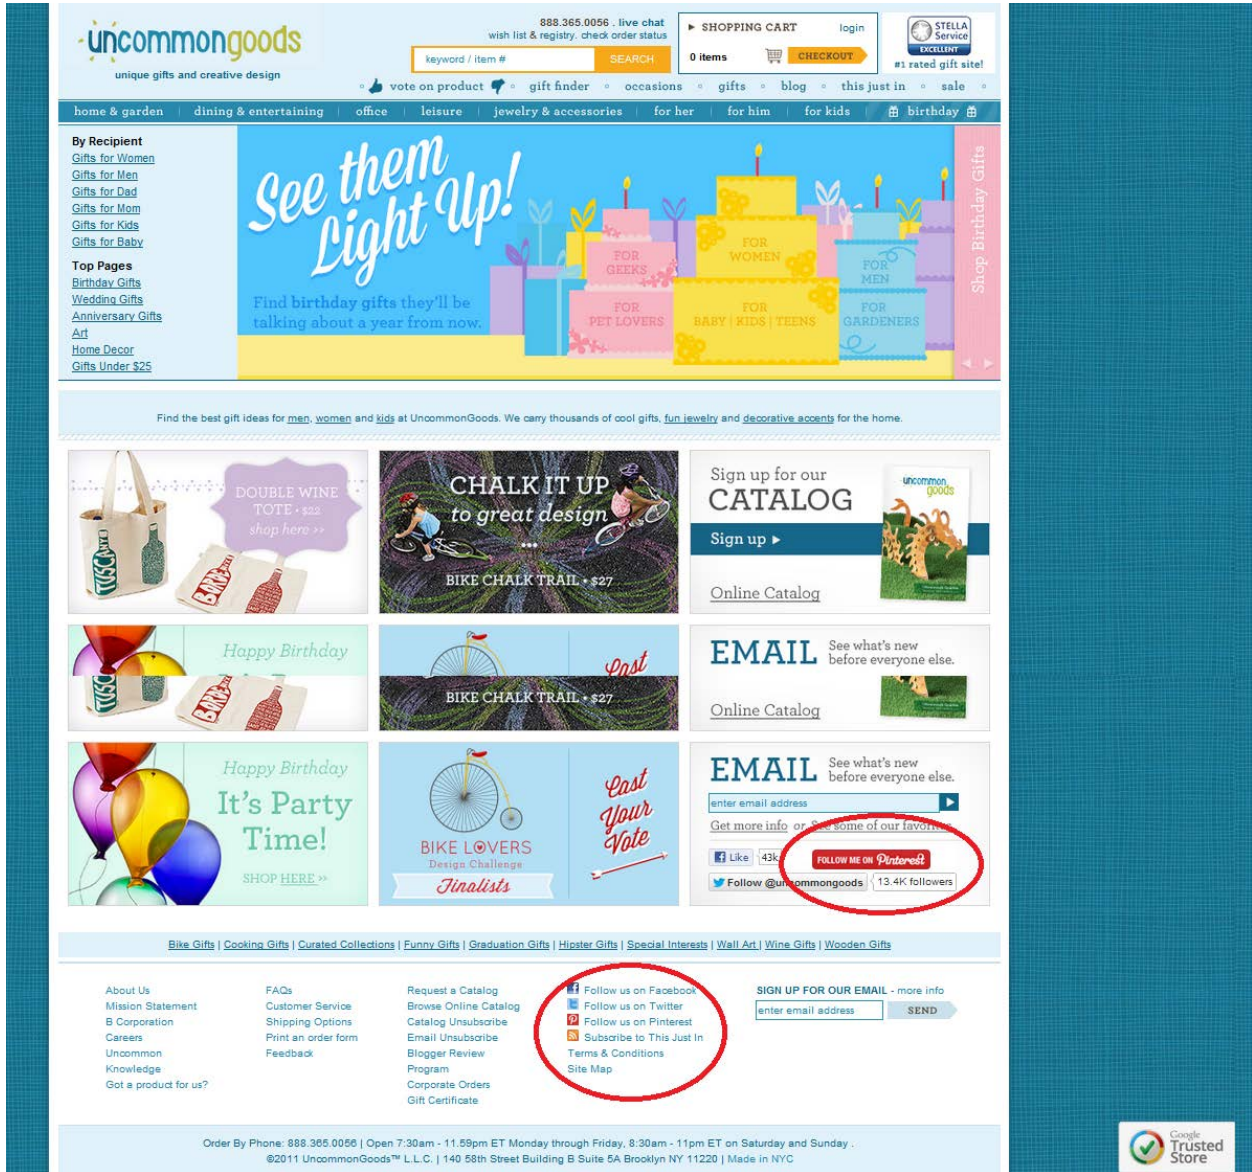 uncommongoods
unique gifts and creative design
888.365.0056 . live chat
wish list & registry. check order status
keyword / item # SEARCH
► SHOPPING CART login
0 items CHECKOUT
STELLA
Service
EXCELLENT
#1 rated gift site!
vote on product gift finder occasions gifts blog this just in sale
home & garden | dining & entertaining | office | leisure | jewelry & accessories | for her | for him | for kids | birthday
By Recipient
Gifts for Women
Gifts for Men
Gifts for Dad
Gifts for Mom
Gifts for Kids
Gifts for Baby
Top Pages
Birthday Gifts
Wedding Gifts
Anniversary Gifts
Art
Home Decor
Gifts Under $25
See them
Light Up!
Find birthday gifts they'll be
talking about a year from now.
FOR
GEEKS
FOR
PET LOVERS
FOR
WOMEN
FOR
BABY | KIDS | TEENS
FOR
MEN
FOR
GARDENERS
Shop Birthday Gifts
Find the best gift ideas for men, women and kids at UncommonGoods. We carry thousands of cool gifts, fun jewelry and decorative accents for the home.
TUSCANY
BORDE
DOUBLE WINE
TOTE • $22
shop here >>
CHALK IT UP
to great design
BIKE CHALK TRAIL • $27
Sign up for our
CATALOG
Sign up ►
Online Catalog
uncommon
goods
Happy Birthday
TUSC
BORDE
Cast
BIKE CHALK TRAIL • $27
EMAIL See what's new
before everyone else.
Online Catalog
Happy Birthday
It's Party
Time!
SHOP HERE >>
BIKE LOVERS
Design Challenge
Finalists
Cast
Your
Vote
EMAIL See what's new
before everyone else.
enter email address
Get more info or See some of our favorites
Like 43k
FOLLOW ME ON Pinterest
Follow @uncommongoods 13.4K followers
Bike Gifts | Cooking Gifts | Curated Collections | Funny Gifts | Graduation Gifts | Hipster Gifts | Special Interests | Wall Art | Wine Gifts | Wooden Gifts
About Us
Mission Statement
B Corporation
Careers
Uncommon
Knowledge
Got a product for us?
FAQs
Customer Service
Shipping Options
Print an order form
Feedback
Request a Catalog
Browse Online Catalog
Catalog Unsubscribe
Email Unsubscribe
Blogger Review
Program
Corporate Orders
Gift Certificate
Follow us on Facebook
Follow us on Twitter
Follow us on Pinterest
Subscribe to This Just In
Terms & Conditions
Site Map
SIGN UP FOR OUR EMAIL - more info
enter email address SEND
Order By Phone: 888.365.0056 | Open 7:30am - 11.59pm ET Monday through Friday, 8:30am - 11pm ET on Saturday and Sunday .
©2011 UncommonGoods™ L.L.C. | 140 58th Street Building B Suite 5A Brooklyn NY 11220 | Made in NYC
Google
Trusted
Store